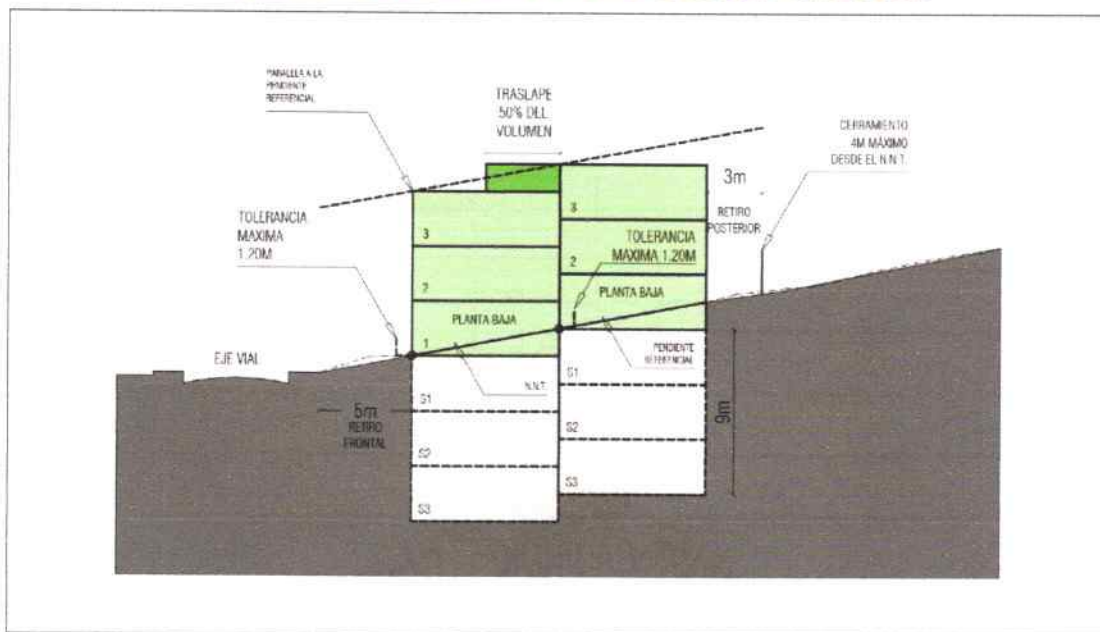 PARALELA A LA
PENDIENTE
REFERENCIAL
TRASLAPE
50% DEL
VOLUMEN
CERRAMIENTO
4M MÁXIMO
DESDE EL N.N.T.
3m
RETIRO
POSTERIOR
TOLERANCIA
MAXIMA
1.20M
3
2
PLANTA BAJA
1
3
TOLERANCIA
MAXIMA 1.20M
2
PLANTA BAJA
PENDIENTE
REFERENCIAL
EJE VIAL
N.N.T.
5m
RETIRO
FRONTAL
S1
S2
S3
S1
S2
S3
9m